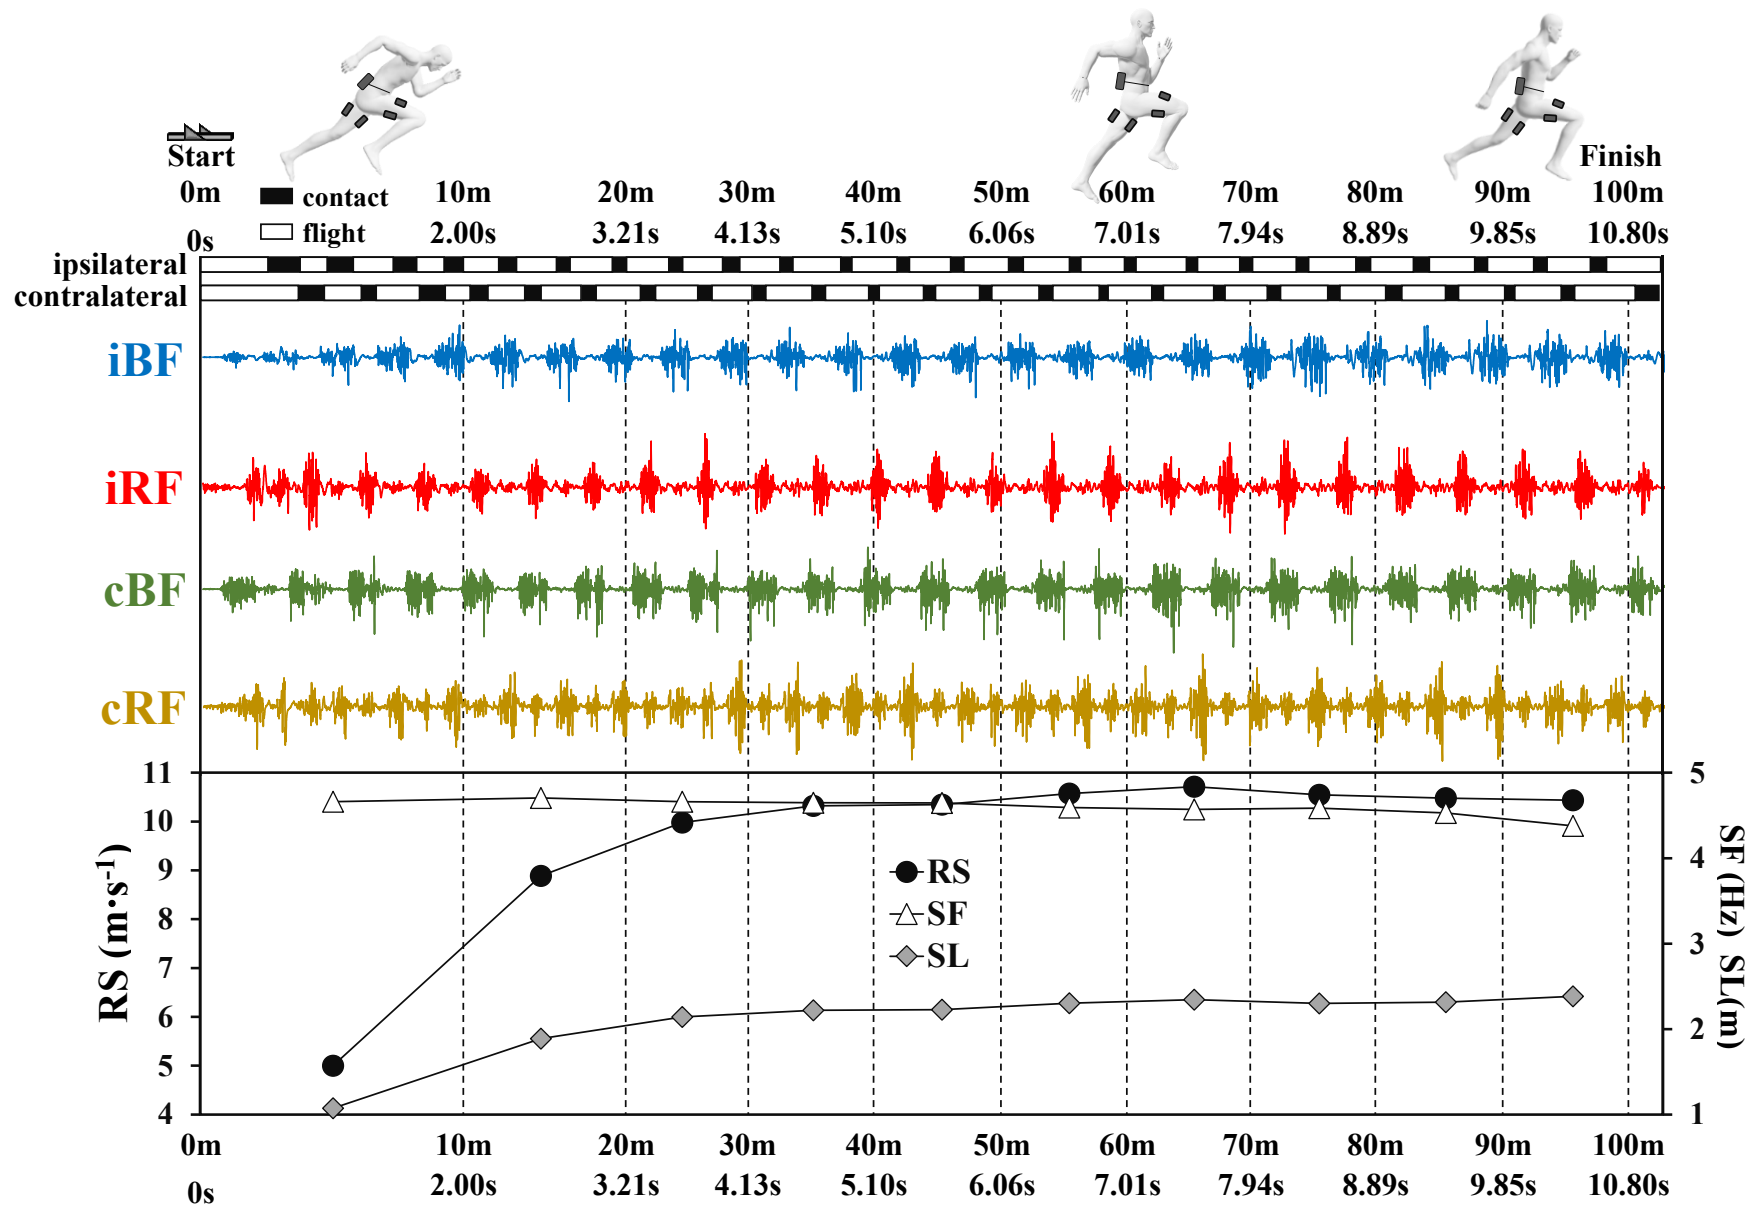 Start
Finish
0m 10m 20m 30m 40m 50m 60m 70m 80m 90m 100m
contact
0s 2.00s 3.21s 4.13s 5.10s 6.06s 7.01s 7.94s 8.89s 9.85s 10.80s
flight
ipsilateral
contralateral
iBF
iRF
cBF
cRF
RS (m·s⁻¹)
11
10
9
8
7
6
5
4
RS
SF
SL
5
4
3
2
1
SF (Hz) SL(m)
0m 10m 20m 30m 40m 50m 60m 70m 80m 90m 100m
0s 2.00s 3.21s 4.13s 5.10s 6.06s 7.01s 7.94s 8.89s 9.85s 10.80s